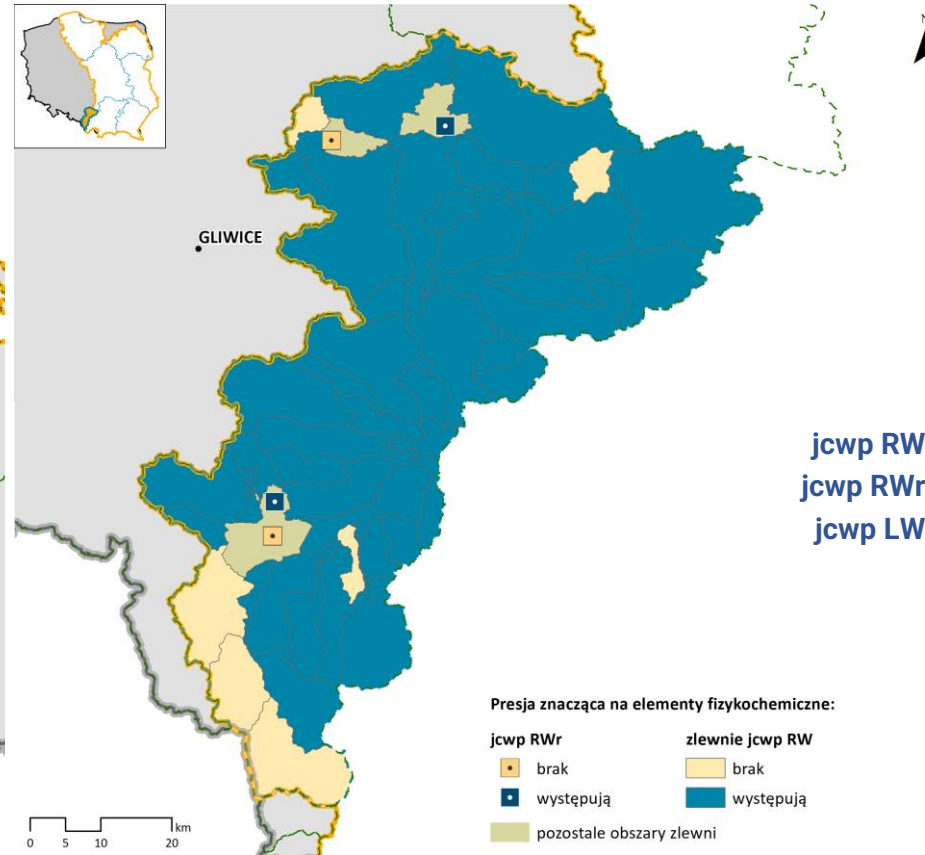 N
GLIWICE
jcwp RW
jcwp RWr
jcwp LW
Presja znacząca na elementy fizykochemiczne:
jcwp RWr
zlewnie jcwp RW
brak
brak
występują
występują
pozostałe obszary zlewni
km
0 5 10 20